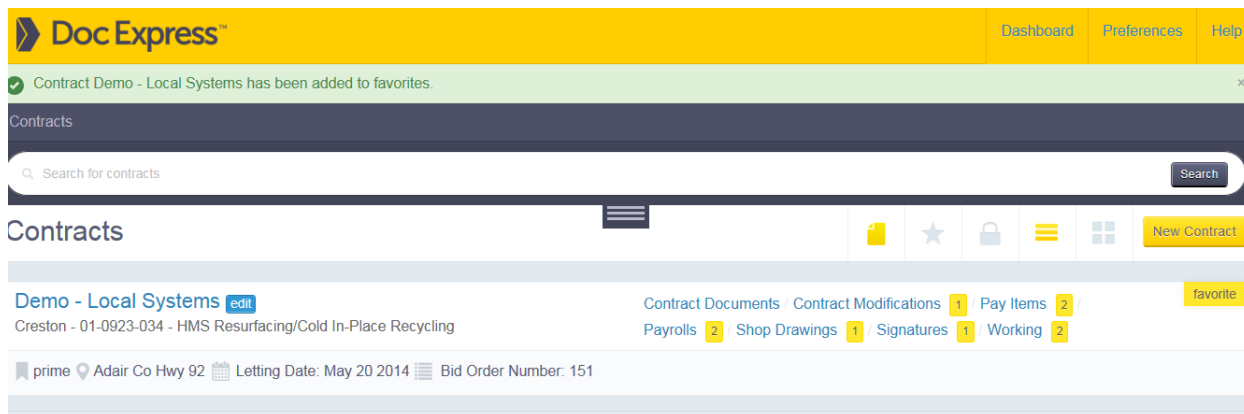 Doc Express™
Dashboard Preferences Help
Contract Demo - Local Systems has been added to favorites. ×
Contracts
Search for contracts Search
Contracts New Contract
Demo - Local Systems edit Contract Documents / Contract Modifications 1 / Pay Items 2 / favorite
Creston - 01-0923-034 - HMS Resurfacing/Cold In-Place Recycling Payrolls 2 / Shop Drawings 1 / Signatures 1 / Working 2
prime Adair Co Hwy 92 Letting Date: May 20 2014 Bid Order Number: 151